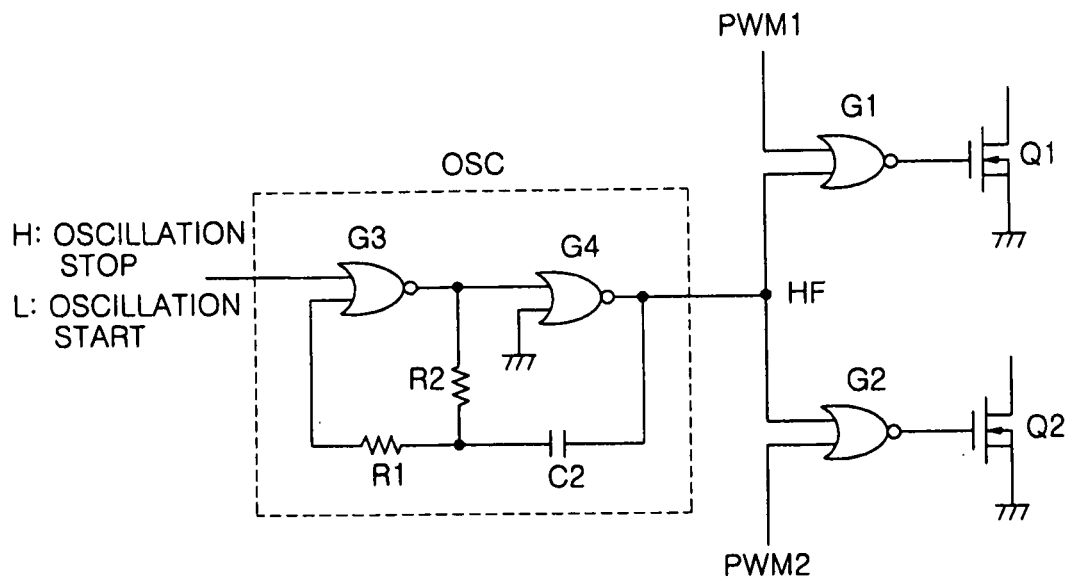 PWM1
G1
Q1
OSC
H: OSCILLATION
STOP
L: OSCILLATION
START
G3
G4
HF
R2
R1
C2
G2
Q2
PWM2